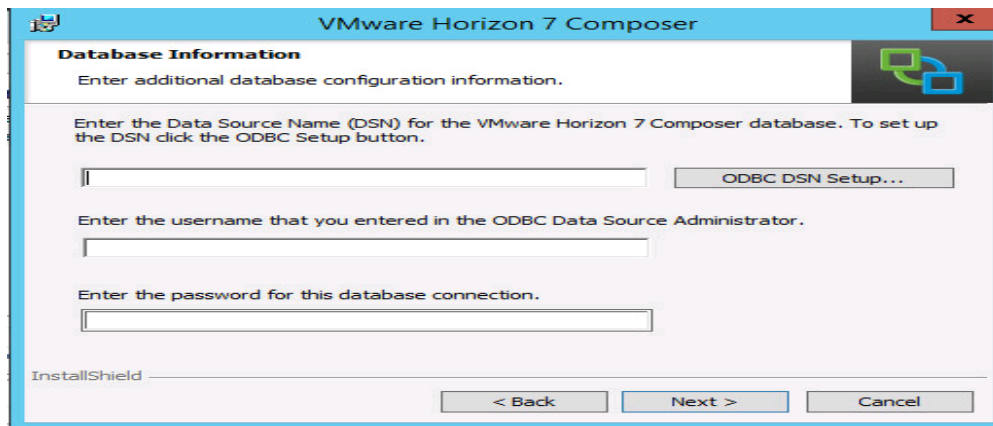 VMware Horizon 7 Composer
x
Database Information
Enter additional database configuration information.
Enter the Data Source Name (DSN) for the VMware Horizon 7 Composer database. To set up
the DSN click the ODBC Setup button.
ODBC DSN Setup...
Enter the username that you entered in the ODBC Data Source Administrator.
Enter the password for this database connection.
InstallShield
< Back Next > Cancel